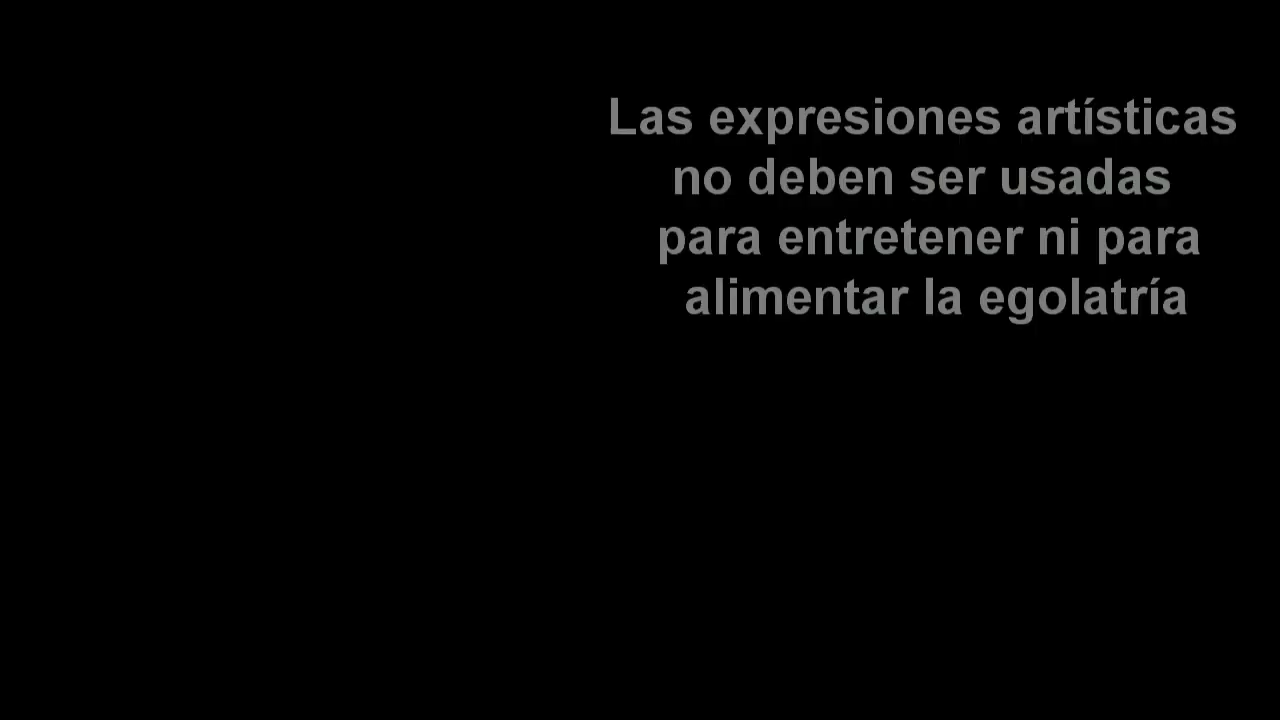 Las expresiones artísticas
no deben ser usadas
para entretener ni para
alimentar la egolatría